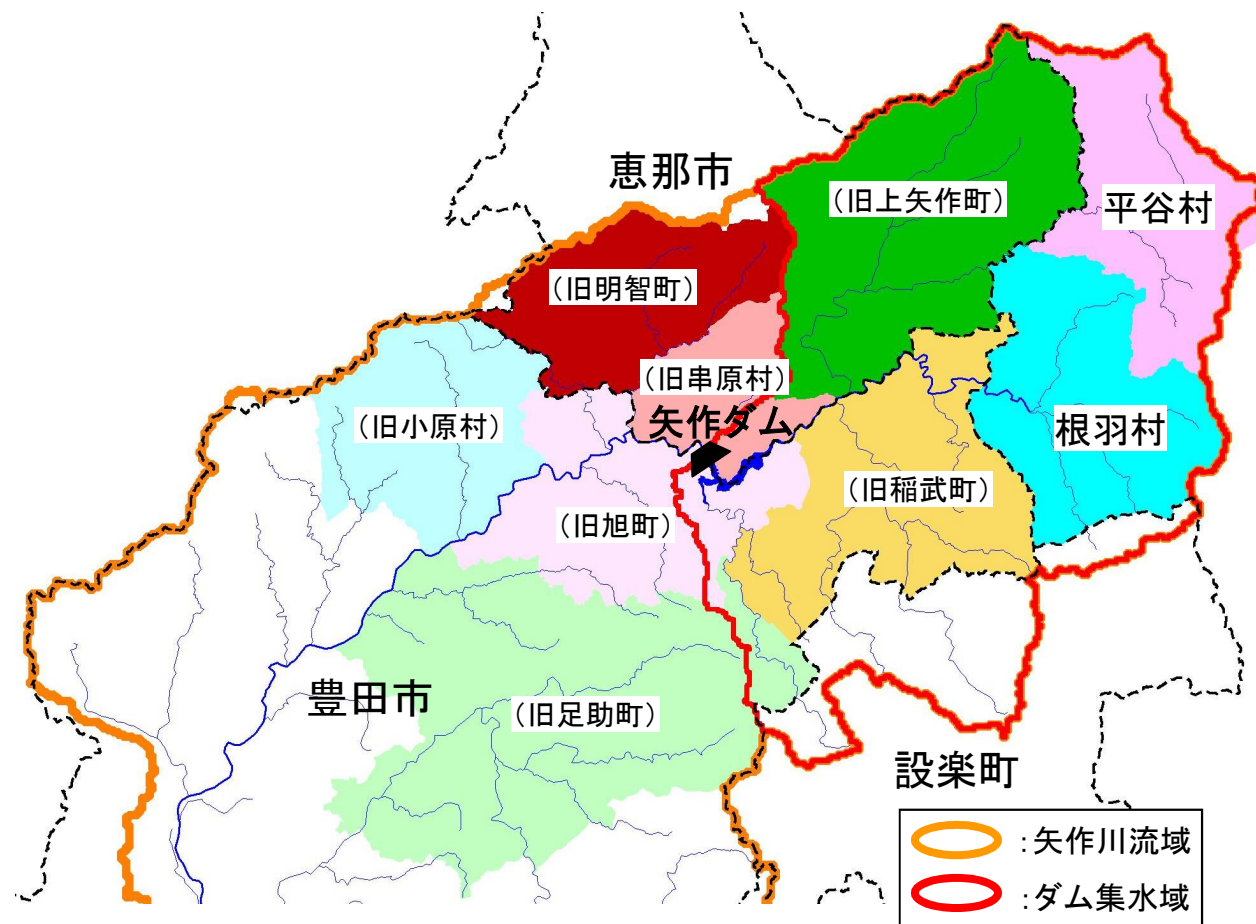 恵那市
（旧上矢作町）
平谷村
（旧明智町）
（旧串原村）
矢作ダム
（旧小原村）
根羽村
（旧稲武町）
（旧旭町）
豊田市
（旧足助町）
設楽町
：矢作川流域
：ダム集水域